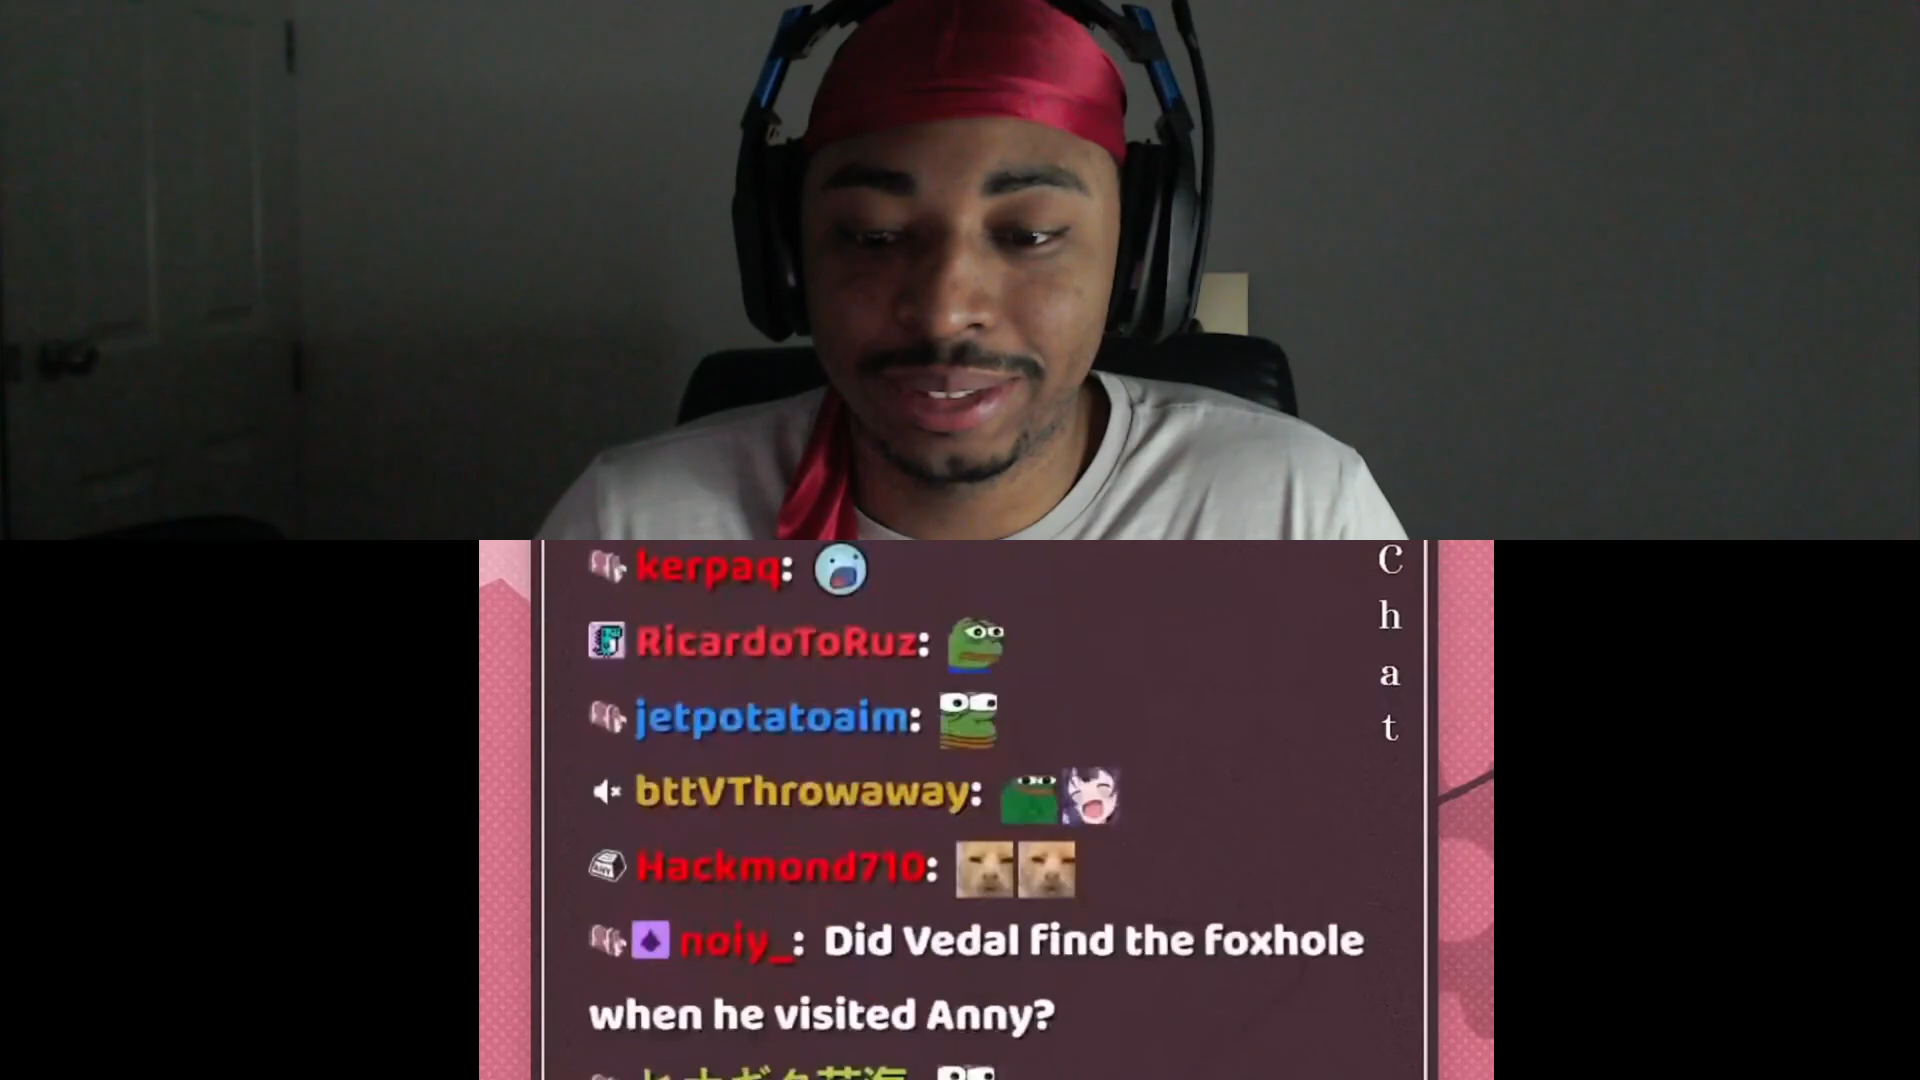 kerpaq:
RicardoToRuz:
jetpotatoaim:
bttVThrowaway:
Hackmond710:
noiy_: Did Vedal find the foxhole
when he visited Anny?
C
h
a
t